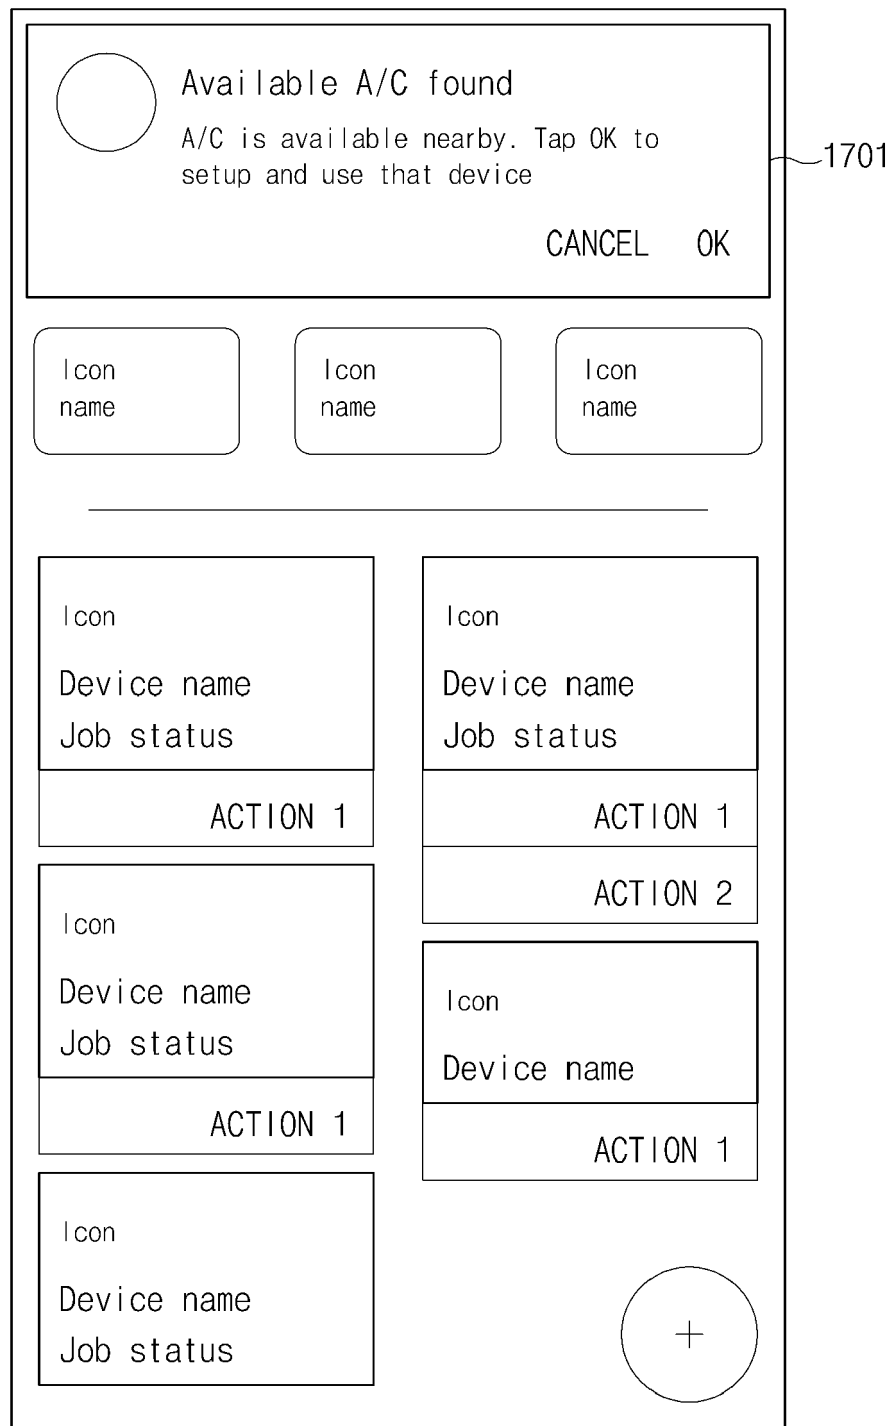 Available A/C found
A/C is available nearby. Tap OK to
setup and use that device
CANCEL OK
1701
Icon
name
Icon
name
Icon
name
Icon
Device name
Job status
ACTION 1
Icon
Device name
Job status
ACTION 1
Icon
Device name
Job status
Icon
Device name
Job status
ACTION 1
ACTION 2
Icon
Device name
ACTION 1
+